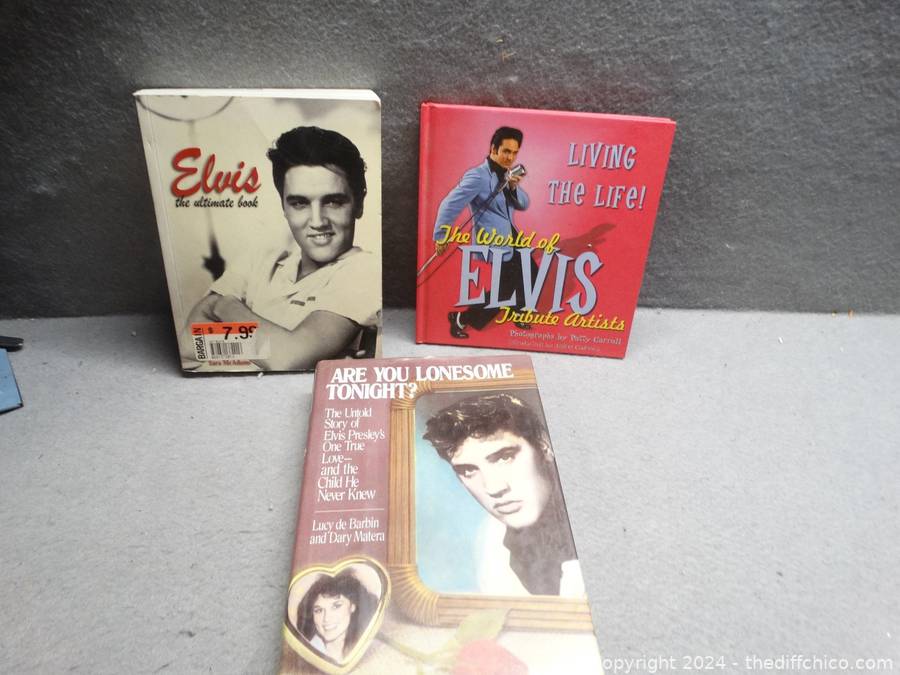 Elvis
the ultimate book
BARGAIN
$ 7.99
LIVING
THE LIFE!
The World of
ELVIS
Tribute Artists
Photographs by Patty Carroll
ARE YOU LONESOME
TONIGHT?
The Untold
Story of
Elvis Presley's
One True
Love—
and the
Child He
Never Knew
Lucy de Barbin
and Dary Matera
Copyright 2024 - thediffchico.com